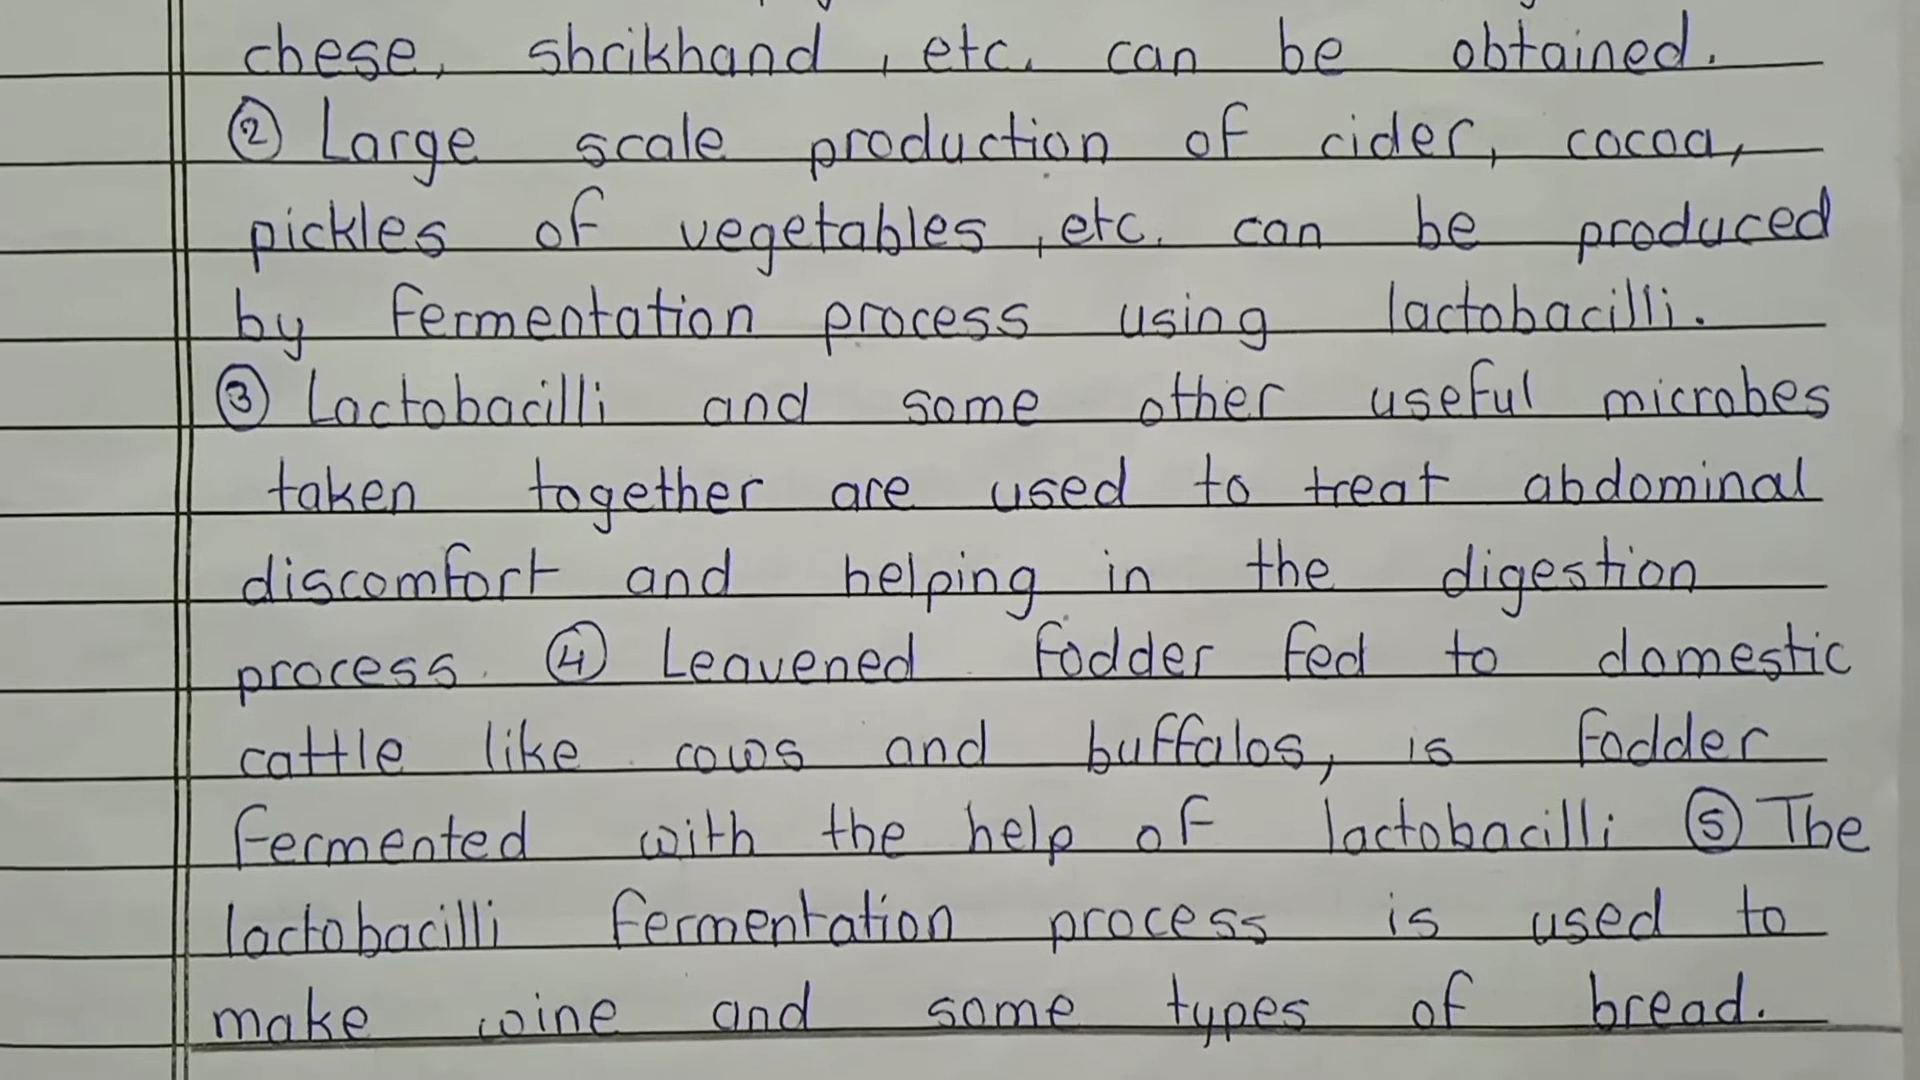 chese, shrikhand, etc. can be obtained.
② Large scale production of cider, cocoa,
pickles of vegetables, etc. can be produced
by fermentation process using lactobacilli.
③ Lactobacilli and some other useful microbes
taken together are used to treat abdominal
discomfort and helping in the digestion
process. ④ Leavened fodder fed to domestic
cattle like cows and buffalos, is fodder
fermented with the help of lactobacilli ⑤ The
lactobacilli fermentation process is used to
make wine and some types of bread.